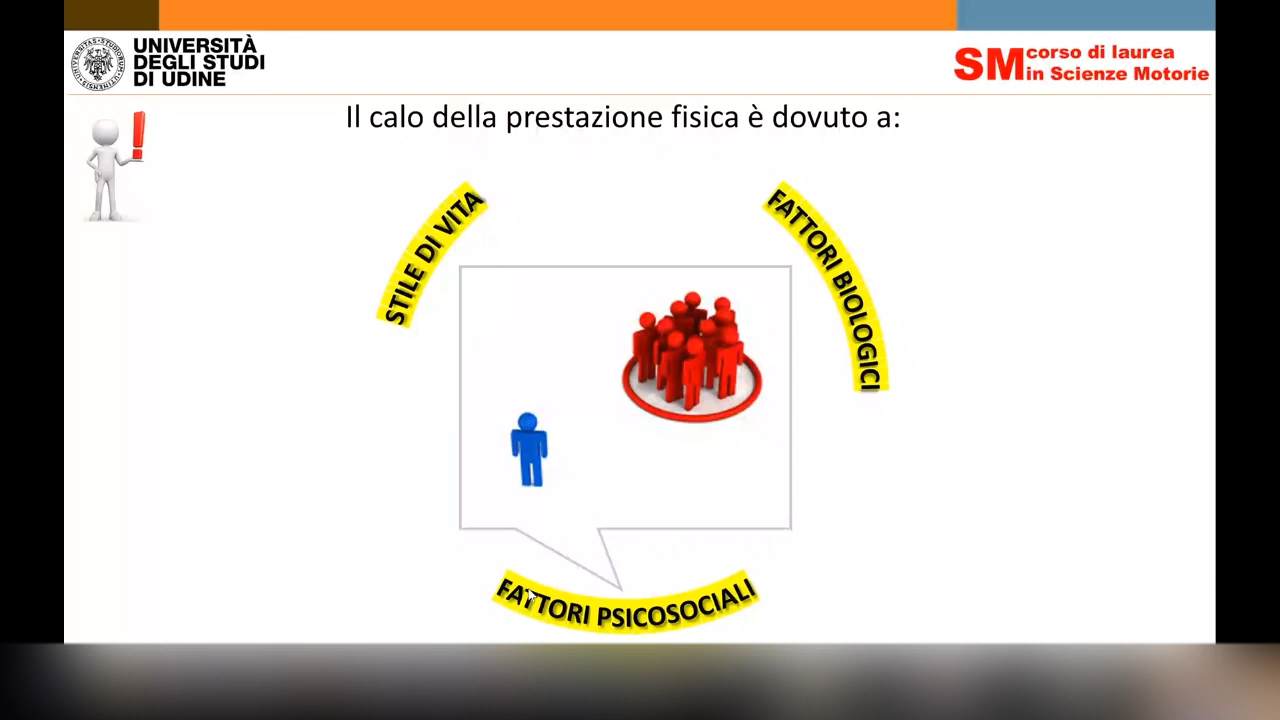 UNIVERSITÀ
DEGLI STUDI
DI UDINE
SM corso di laurea
in Scienze Motorie
Il calo della prestazione fisica è dovuto a:
STILE DI VITA
FATTORI BIOLOGICI
FATTORI PSICOSOCIALI